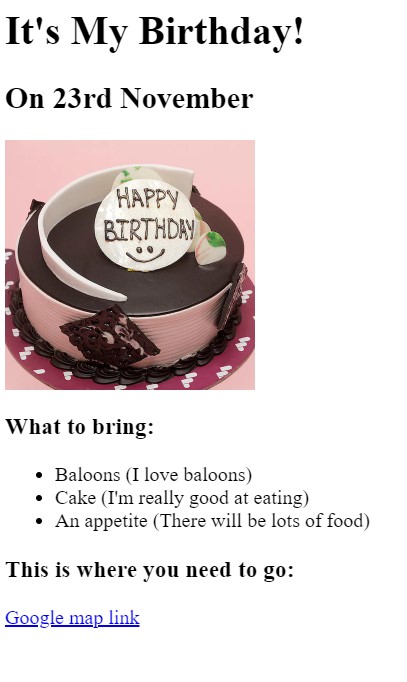 It's My Birthday!
On 23rd November
HAPPY
BIRTHDAY
What to bring:
Baloons (I love baloons)
Cake (I'm really good at eating)
An appetite (There will be lots of food)
This is where you need to go:
Google map link